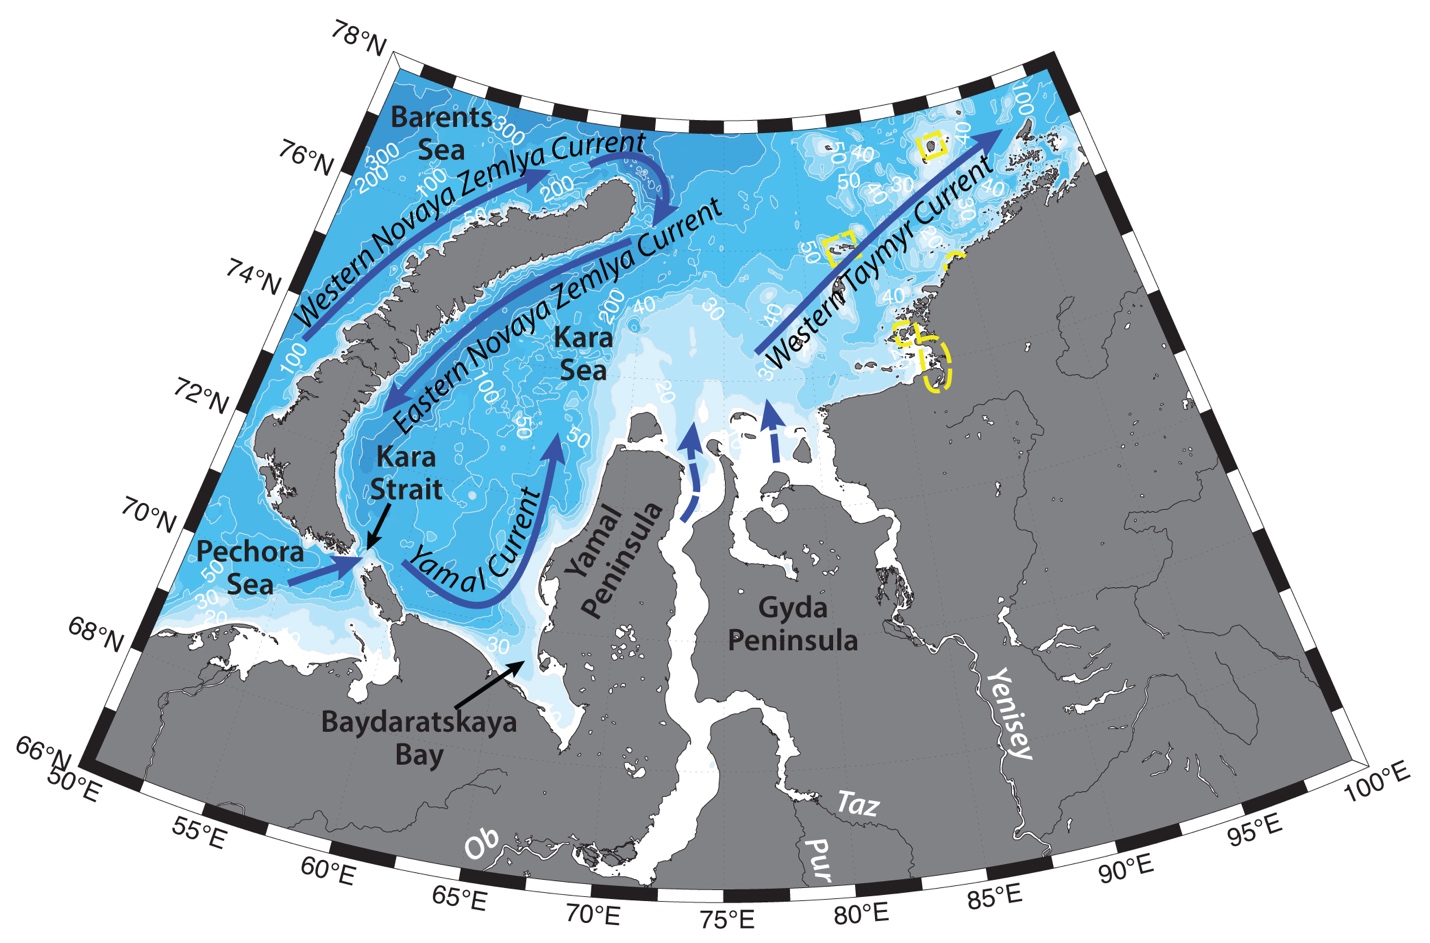 78°N
76°N
74°N
72°N
70°N
68°N
66°N
50°E
55°E
60°E
65°E
70°E
75°E
80°E
85°E
90°E
95°E
100°E
Barents
Sea
Western Novaya Zemlya Current
Eastern Novaya Zemlya Current
Western Taymyr Current
Kara
Sea
Kara
Strait
Pechora
Sea
Yamal Current
Yamal
Peninsula
Gyda
Peninsula
Baydaratskaya
Bay
Ob
Taz
Pur
Yenisey
300
300
200
100
50
200
100
200
40
30
40
30
20
100
50
50
50
30
50
30
20
50
40
50
40
30
40
40
30
20
40
50
100